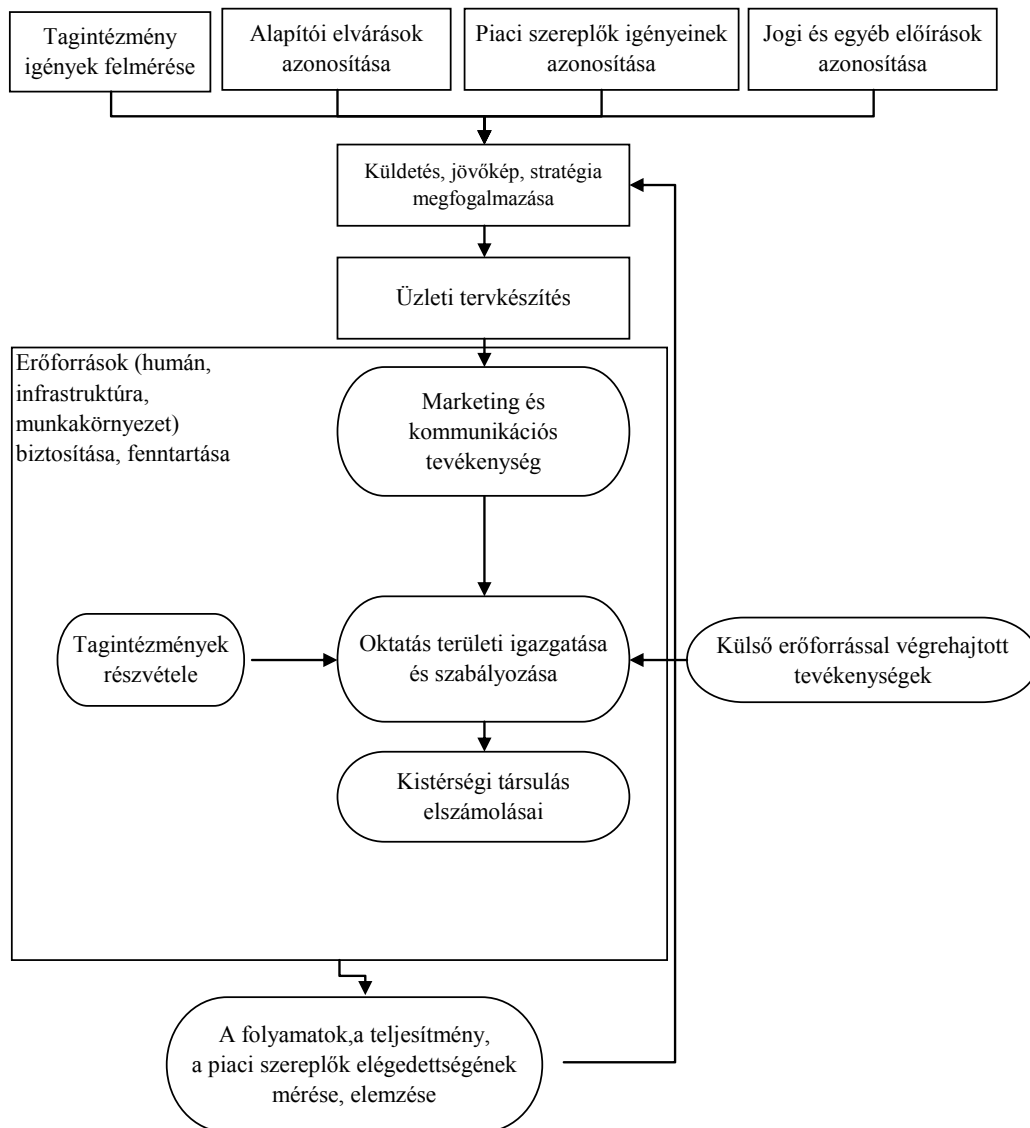 Tagintézmény
igények felmérése
Alapítói elvárások
azonosítása
Piaci szereplők igényeinek
azonosítása
Jogi és egyéb előírások
azonosítása
Küldetés, jövőkép, stratégia
megfogalmazása
Üzleti tervkészítés
Erőforrások (humán,
infrastruktúra,
munkakörnyezet)
biztosítása, fenntartása
Marketing és
kommunikációs
tevékenység
Tagintézmények
részvétele
Oktatás területi igazgatása
és szabályozása
Külső erőforrással végrehajtott
tevékenységek
Kistérségi társulás
elszámolásai
A folyamatok,a teljesítmény,
a piaci szereplők elégedettségének
mérése, elemzése